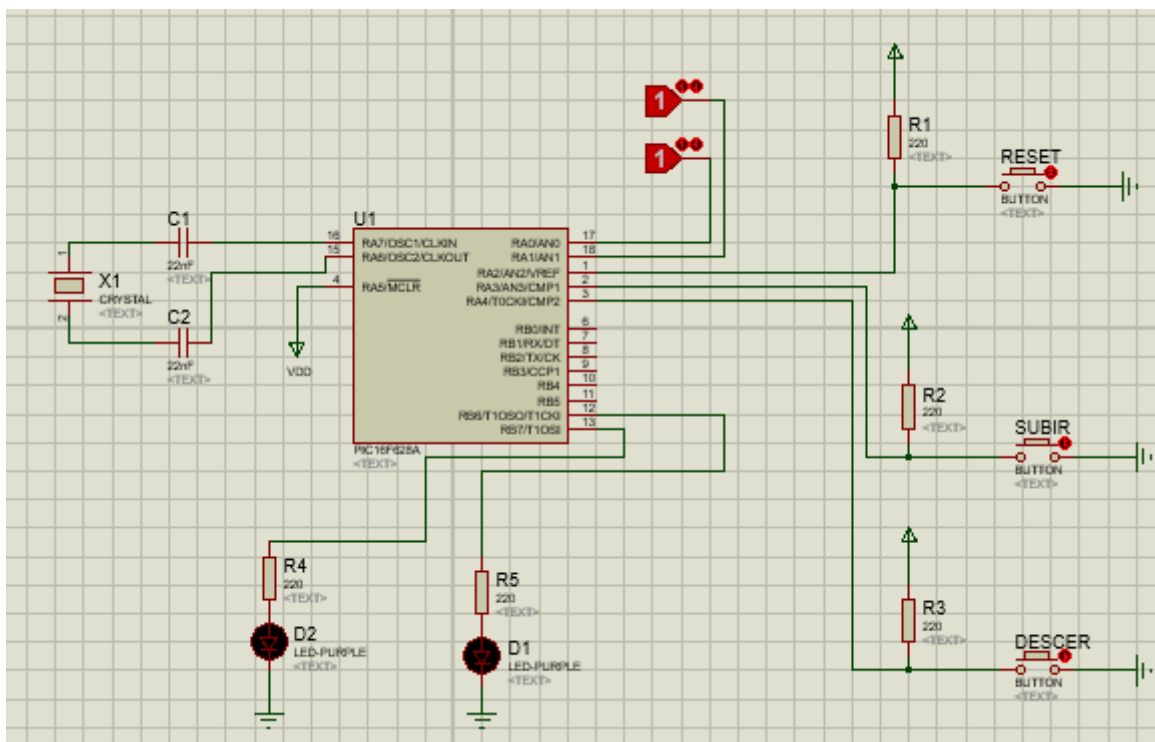 1
1
R1
220
<TEXT>
RESET
BUTTON
<TEXT>
C1
22nF
<TEXT>
X1
CRYSTAL
<TEXT>
1
2
C2
22nF
<TEXT>
VDD
U1
16 RA7/OSC1/CLKIN
15 RA6/OSC2/CLKOUT
4 RA5/MCLR
RA0/AN0 17
RA1/AN1 18
RA2/AN2/VREF 1
RA3/AN3/CMP1 2
RA4/T0CKI/CMP2 3
RB0/INT 6
RB1/RX/DT 7
RB2/TX/CK 8
RB3/CCP1 9
RB4 10
RB5 11
RB6/T1OSO/T1CKI 12
RB7/T1OSI 13
PIC16F628A
<TEXT>
R2
220
<TEXT>
SUBIR
BUTTON
<TEXT>
R4
220
<TEXT>
D2
LED-PURPLE
<TEXT>
R5
220
<TEXT>
D1
LED-PURPLE
<TEXT>
R3
220
<TEXT>
DESCER
BUTTON
<TEXT>